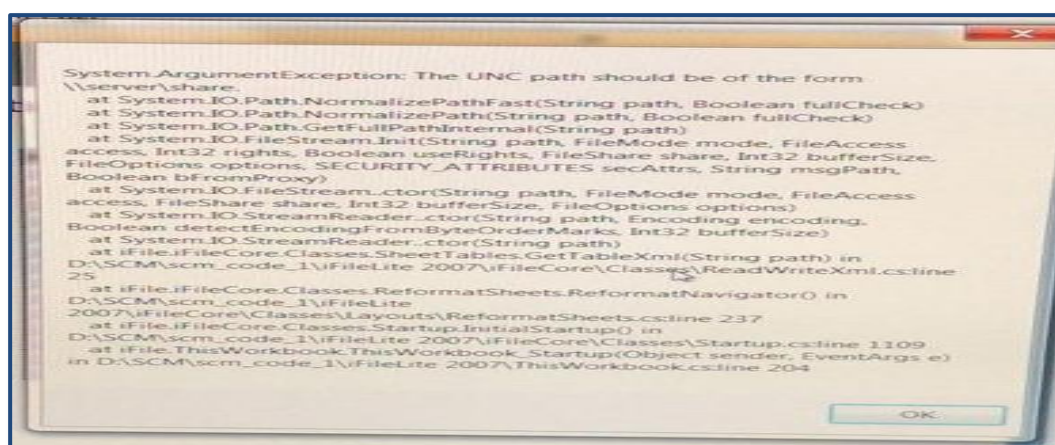 System.ArgumentException: The UNC path should be of the form
\\server\share.
at System.IO.Path.NormalizePathFast(String path, Boolean fullCheck)
at System.IO.Path.NormalizePath(String path, Boolean fullCheck)
at System.IO.Path.GetFullPathInternal(String path)
at System.IO.FileStream.Init(String path, FileMode mode, FileAccess
access, Int32 rights, Boolean useRights, FileShare share, Int32 bufferSize,
FileOptions options, SECURITY_ATTRIBUTES secAttrs, String msgPath,
Boolean bFromProxy)
at System.IO.FileStream..ctor(String path, FileMode mode, FileAccess
access, FileShare share, Int32 bufferSize, FileOptions options)
at System.IO.StreamReader..ctor(String path, Encoding encoding,
Boolean detectEncodingFromByteOrderMarks, Int32 bufferSize)
at System.IO.StreamReader..ctor(String path)
at iFile.iFileCore.Classes.SheetTables.GetTableXml(String path) in
D:\SCM\scm_code_1\iFileLite 2007\iFileCore\Classes\ReadWriteXml.cs:line
25
at iFile.iFileCore.Classes.ReformatSheets.ReformatNavigator() in
D:\SCM\scm_code_1\iFileLite
2007\iFileCore\Classes\Layouts\ReformatSheets.cs:line 237
at iFile.iFileCore.Classes.Startup.InitialStartup() in
D:\SCM\scm_code_1\iFileLite 2007\iFileCore\Classes\Startup.cs:line 1109
at iFile.ThisWorkbook.ThisWorkbook_Startup(Object sender, EventArgs e)
in D:\SCM\scm_code_1\iFileLite 2007\ThisWorkbook.cs:line 204
OK